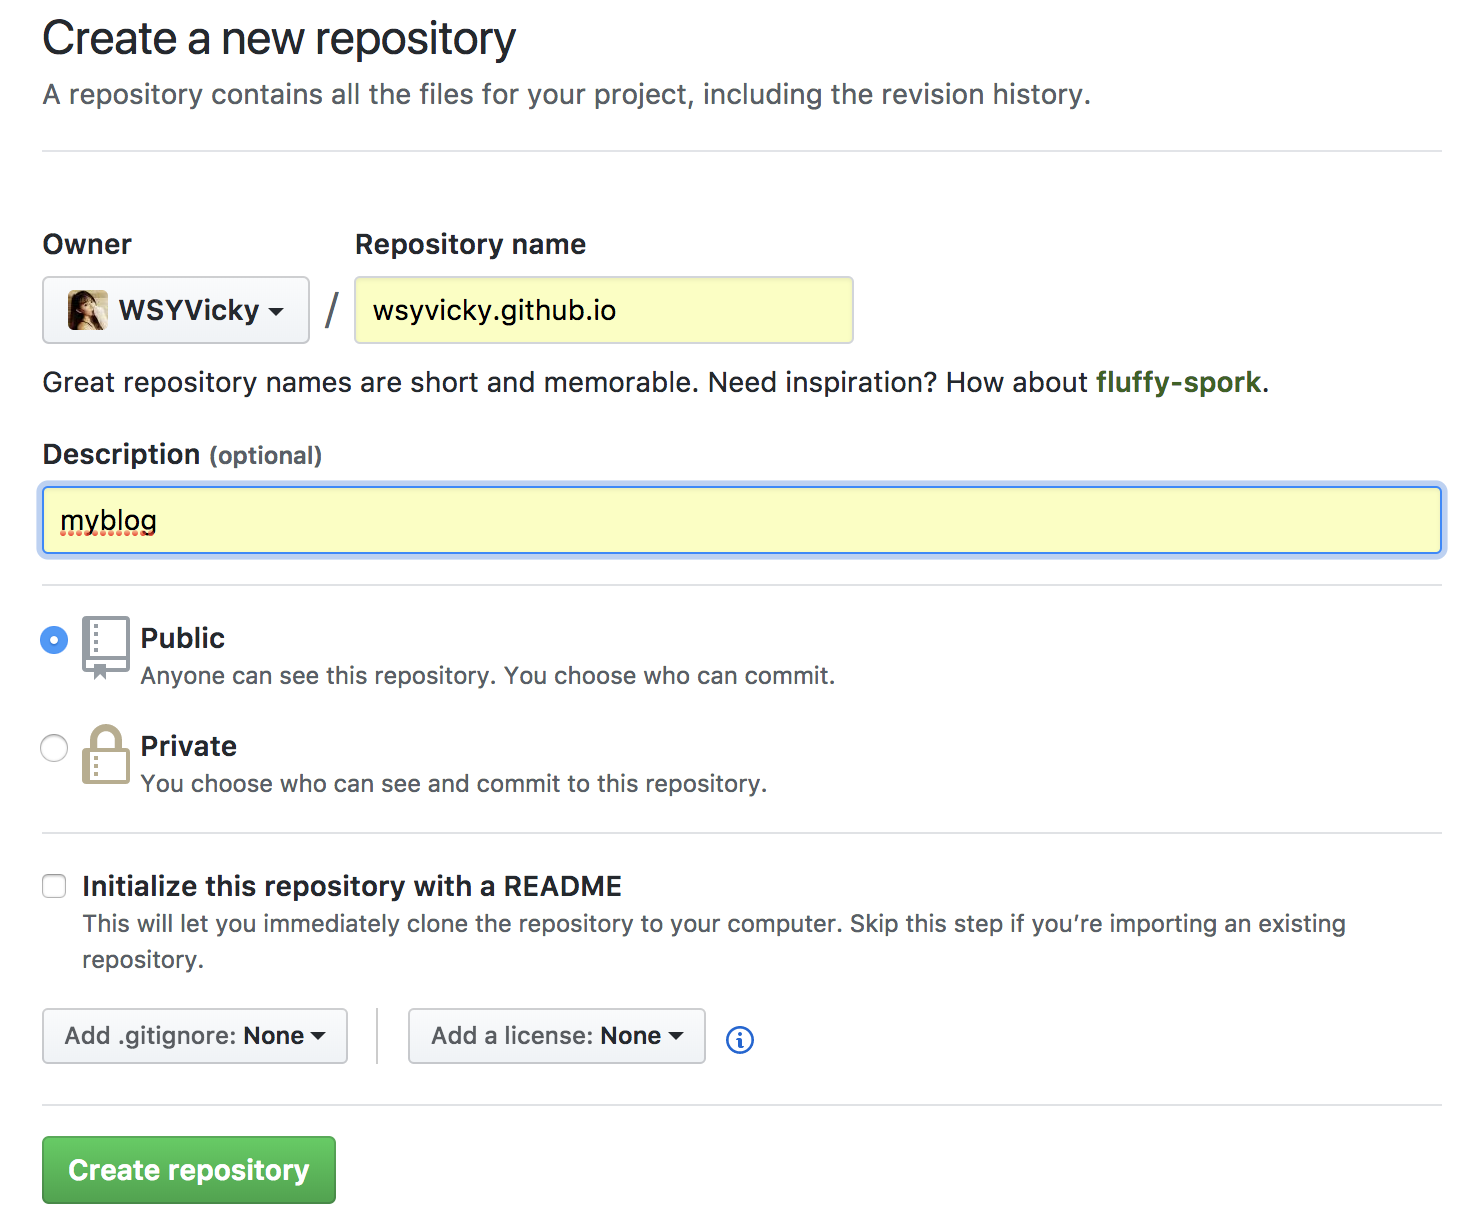 Create a new repository
A repository contains all the files for your project, including the revision history.
Owner
Repository name
WSYVicky
/
wsyvicky.github.io
Great repository names are short and memorable. Need inspiration? How about fluffy-spork.
Description (optional)
myblog
Public
Anyone can see this repository. You choose who can commit.
Private
You choose who can see and commit to this repository.
Initialize this repository with a README
This will let you immediately clone the repository to your computer. Skip this step if you’re importing an existing
repository.
Add .gitignore: None
Add a license: None
Create repository